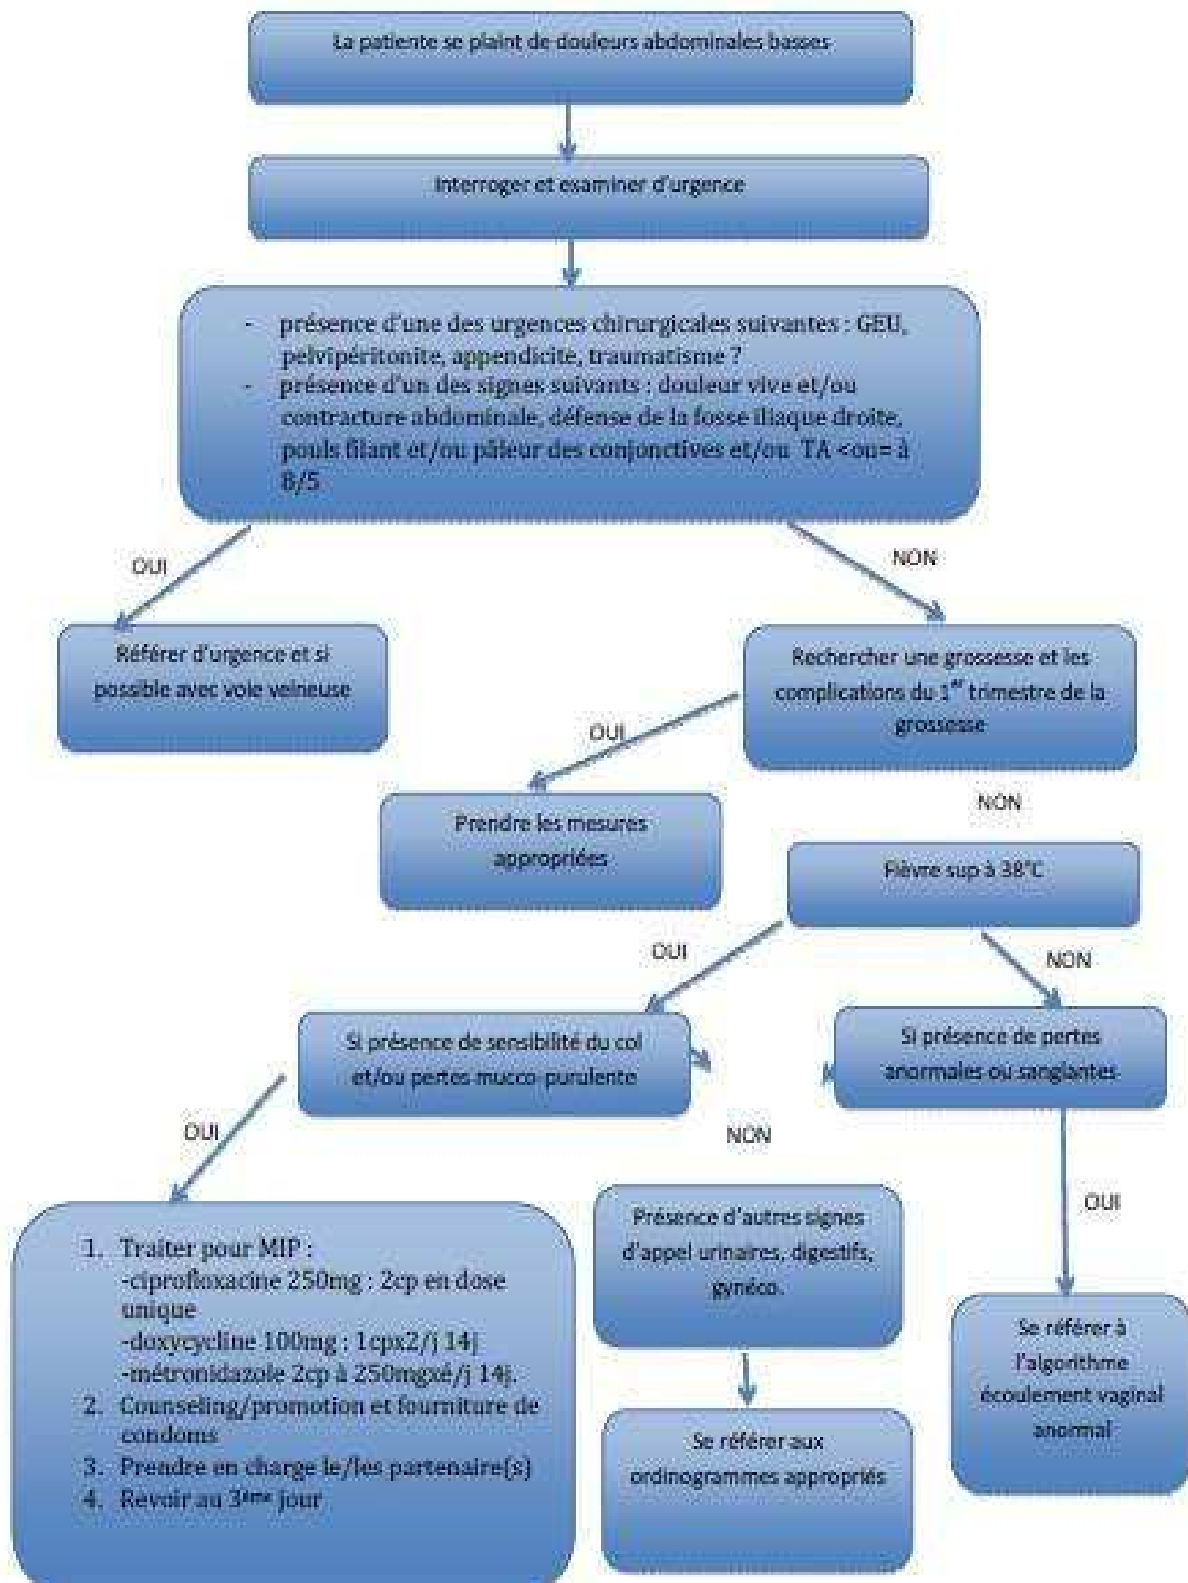 La patiente se plaint de douleurs abdominales basses
Interroger et examiner d'urgence
- présence d'une des urgences chirurgicales suivantes : GEU,
pelvipéritonite, appendicite, traumatisme ?
- présence d'un des signes suivants : douleur vive et/ou
contracture abdominale, défense de la fosse iliaque droite,
pouls filant et/ou pâleur des conjonctives et/ou TA <ou= à
8/5
OUI
NON
Référer d'urgence et si
possible avec voie veineuse
Rechercher une grossesse et les
complications du 1er trimestre de la
grossesse
OUI
NON
Prendre les mesures
appropriées
Fièvre sup à 38°C
OUI
NON
Si présence de sensibilité du col
et/ou pertes mucco-purulente
Si présence de pertes
anormales ou sanglantes
OUI
NON
OUI
1. Traiter pour MIP :
-ciprofloxacine 250mg : 2cp en dose
unique
-doxycycline 100mg : 1cpx2/j 14j
-métronidazole 2cp à 250mgxé/j 14j.
2. Counseling/promotion et fourniture de
condoms
3. Prendre en charge le/les partenaire(s)
4. Revoir au 3ème jour
Présence d'autres signes
d'appel urinaires, digestifs,
gynéco.
Se référer aux
ordinogrammes appropriés
Se référer à
l'algorithme
écoulement vaginal
anormal